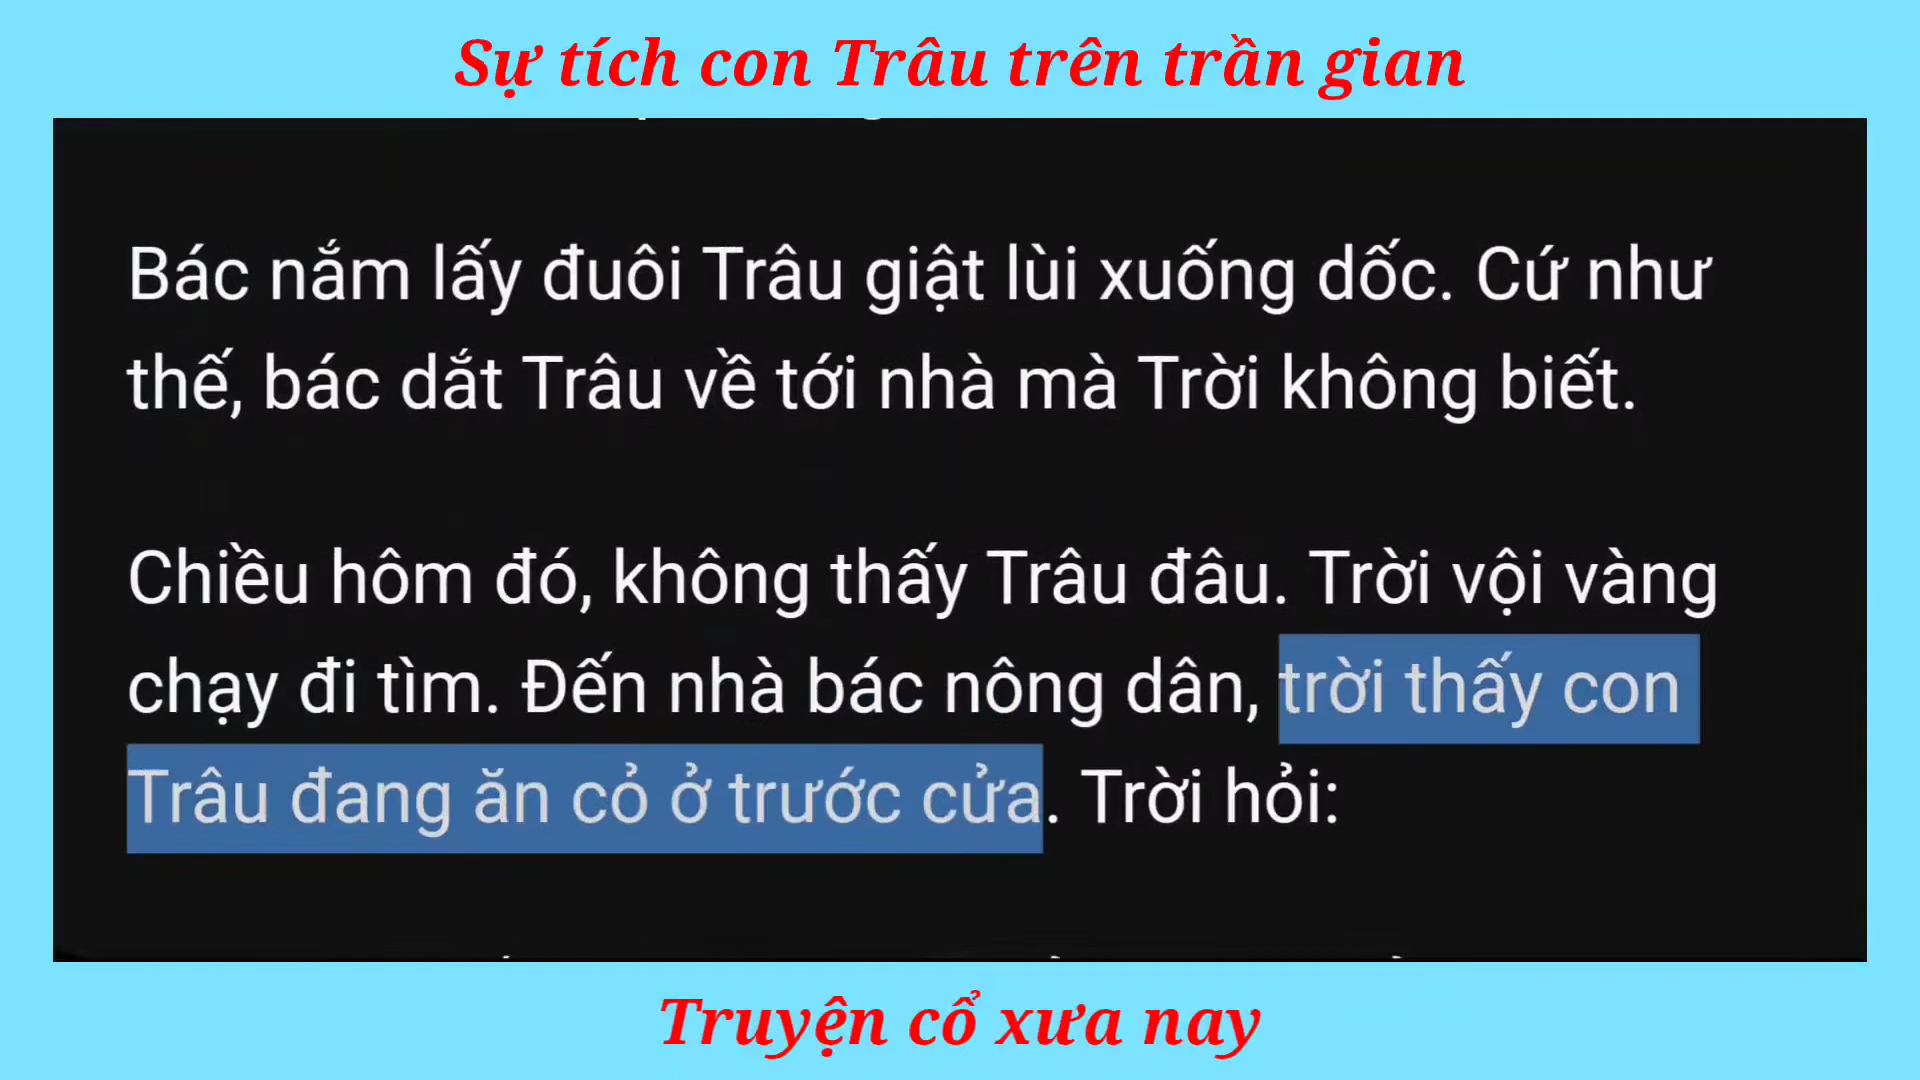 Sự tích con Trâu trên trần gian
Bác nắm lấy đuôi Trâu giật lùi xuống dốc. Cứ như
thế, bác dắt Trâu về tới nhà mà Trời không biết.
Chiều hôm đó, không thấy Trâu đâu. Trời vội vàng
chạy đi tìm. Đến nhà bác nông dân, trời thấy con
Trâu đang ăn cỏ ở trước cửa. Trời hỏi:
Truyện cổ xưa nay